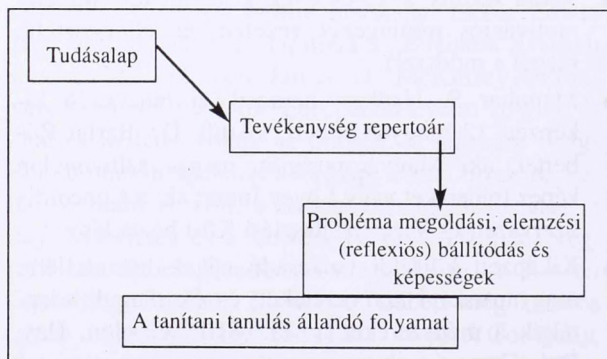 Tudásalap
Tevékenység repertoár
Probléma megoldási, elemzési
(reflexiós) bállítódás és
képességek
A tanítani tanulás állandó folyamat